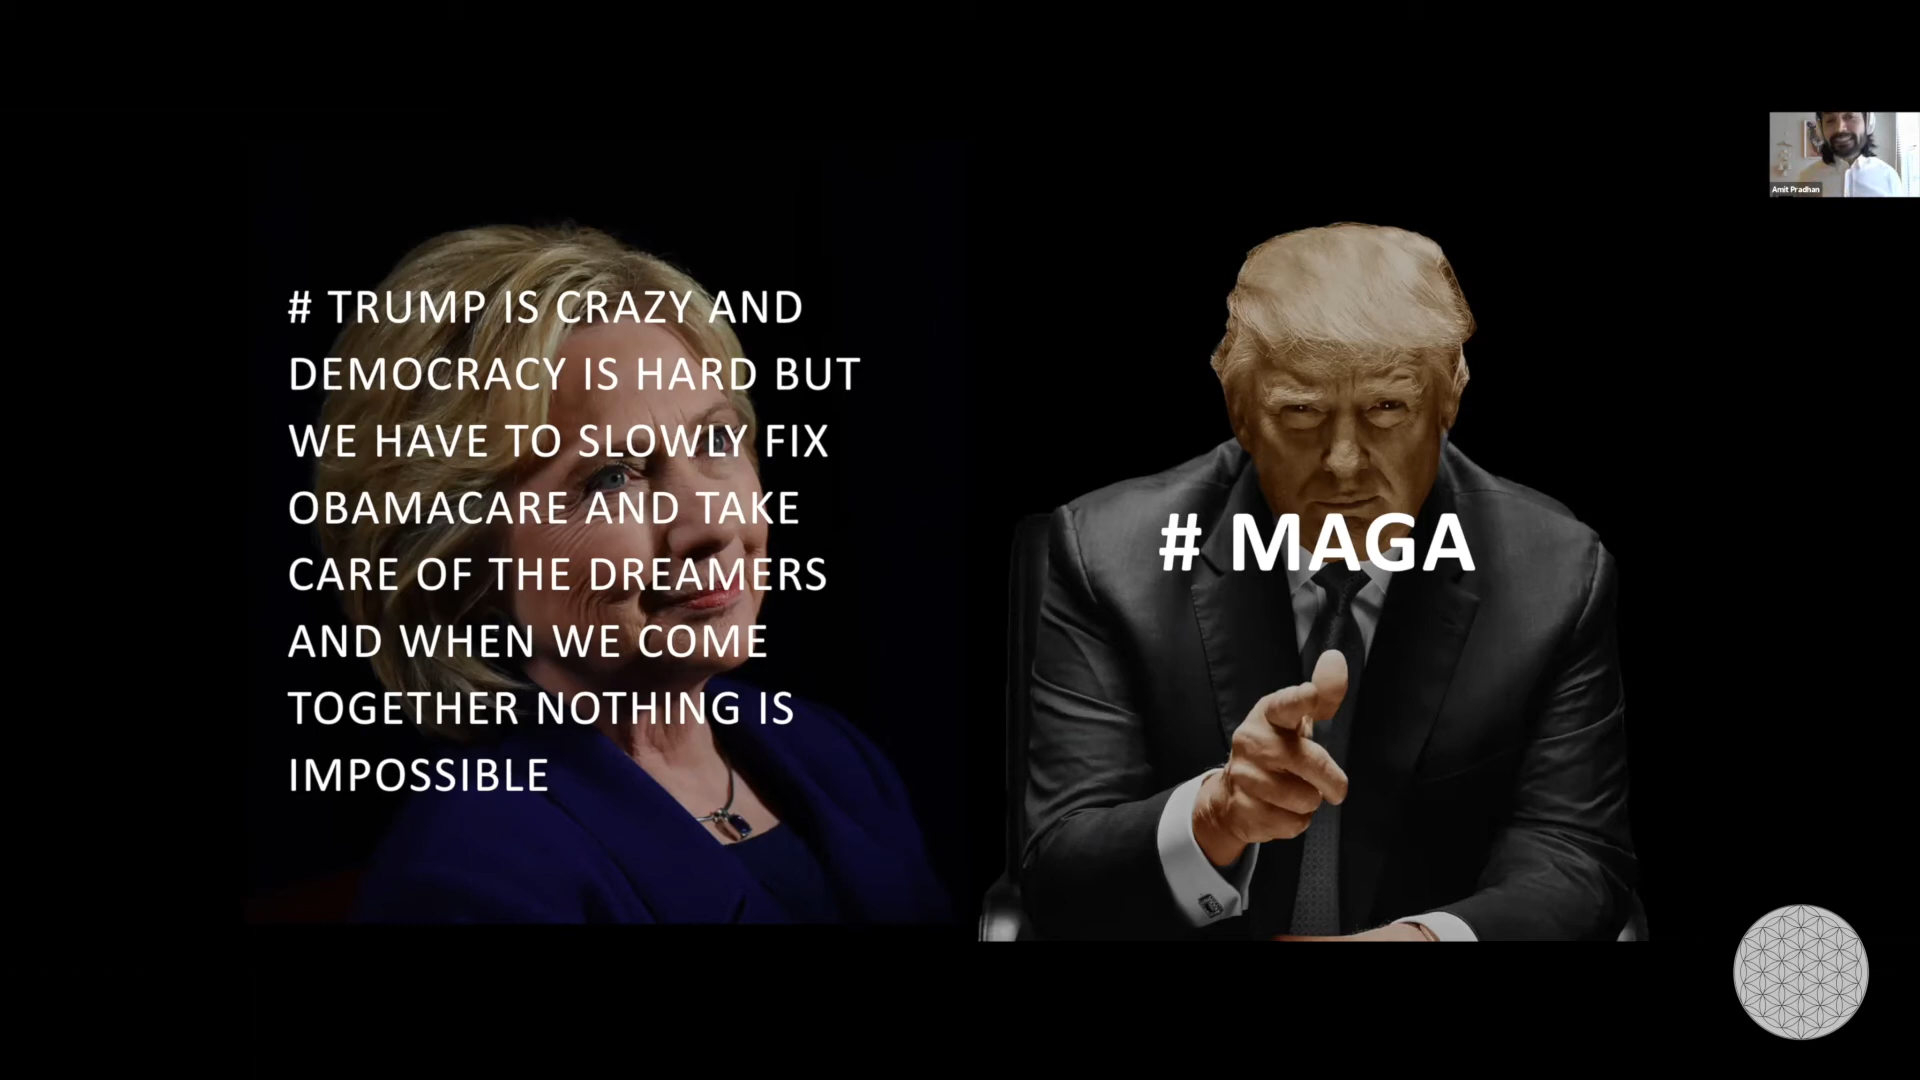 # TRUMP IS CRAZY AND
DEMOCRACY IS HARD BUT
WE HAVE TO SLOWLY FIX
OBAMACARE AND TAKE
CARE OF THE DREAMERS
AND WHEN WE COME
TOGETHER NOTHING IS
IMPOSSIBLE
# MAGA
Amit Pradhan